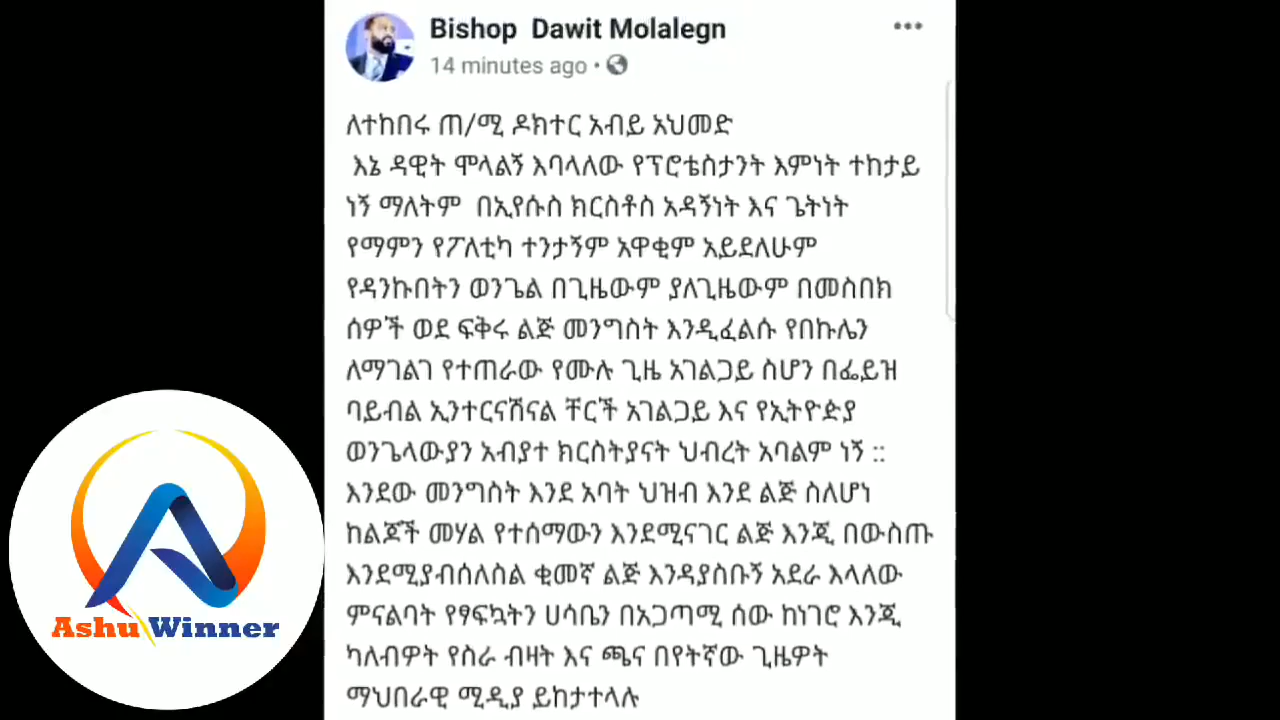 Bishop Dawit Molalegn
14 minutes ago
ለተከበሩ ጠ/ሚ ዶክተር አብይ አህመድ
እኔ ዳዊት ሞላልኝ እባላለው የፕሮቴስታንት እምነት ተከታይ
ነኝ ማለትም በኢየሱስ ክርስቶስ አዳኝነት እና ጌትነት
የማምን የፖለቲካ ተንታኝም አዋቂም አይደለሁም
የዳንኩበትን ወንጌል በጊዜውም ያለጊዜውም በመስበክ
ሰዎች ወደ ፍቅሩ ልጅ መንግስት እንዲፈልሱ የበኩሌን
ለማገልገ የተጠራው የሙሉ ጊዜ አገልጋይ ስሆን በፌይዝ
ባይብል ኢንተርናሽናል ቸርች አገልጋይ እና የኢትዮድያ
ወንጌላውያን አብያተ ክርስትያናት ህብረት አባልም ነኝ ::
እንደው መንግስት እንደ አባት ህዝብ እንደ ልጅ ስለሆነ
ከልጆች መሃል የተሰማውን እንደሚናገር ልጅ እንጂ በውስጡ
እንደሚያብሰለስል ቂመኛ ልጅ እንዳያስቡኝ አደራ እላለው
ምናልባት የፃፍኳትን ሀሳቤን በአጋጣሚ ሰው ከነገሮ እንጂ
ካለብዎት የስራ ብዛት እና ጫና በየትኛው ጊዜዎት
ማህበራዊ ሚዲያ ይከታተላሉ
Ashu Winner